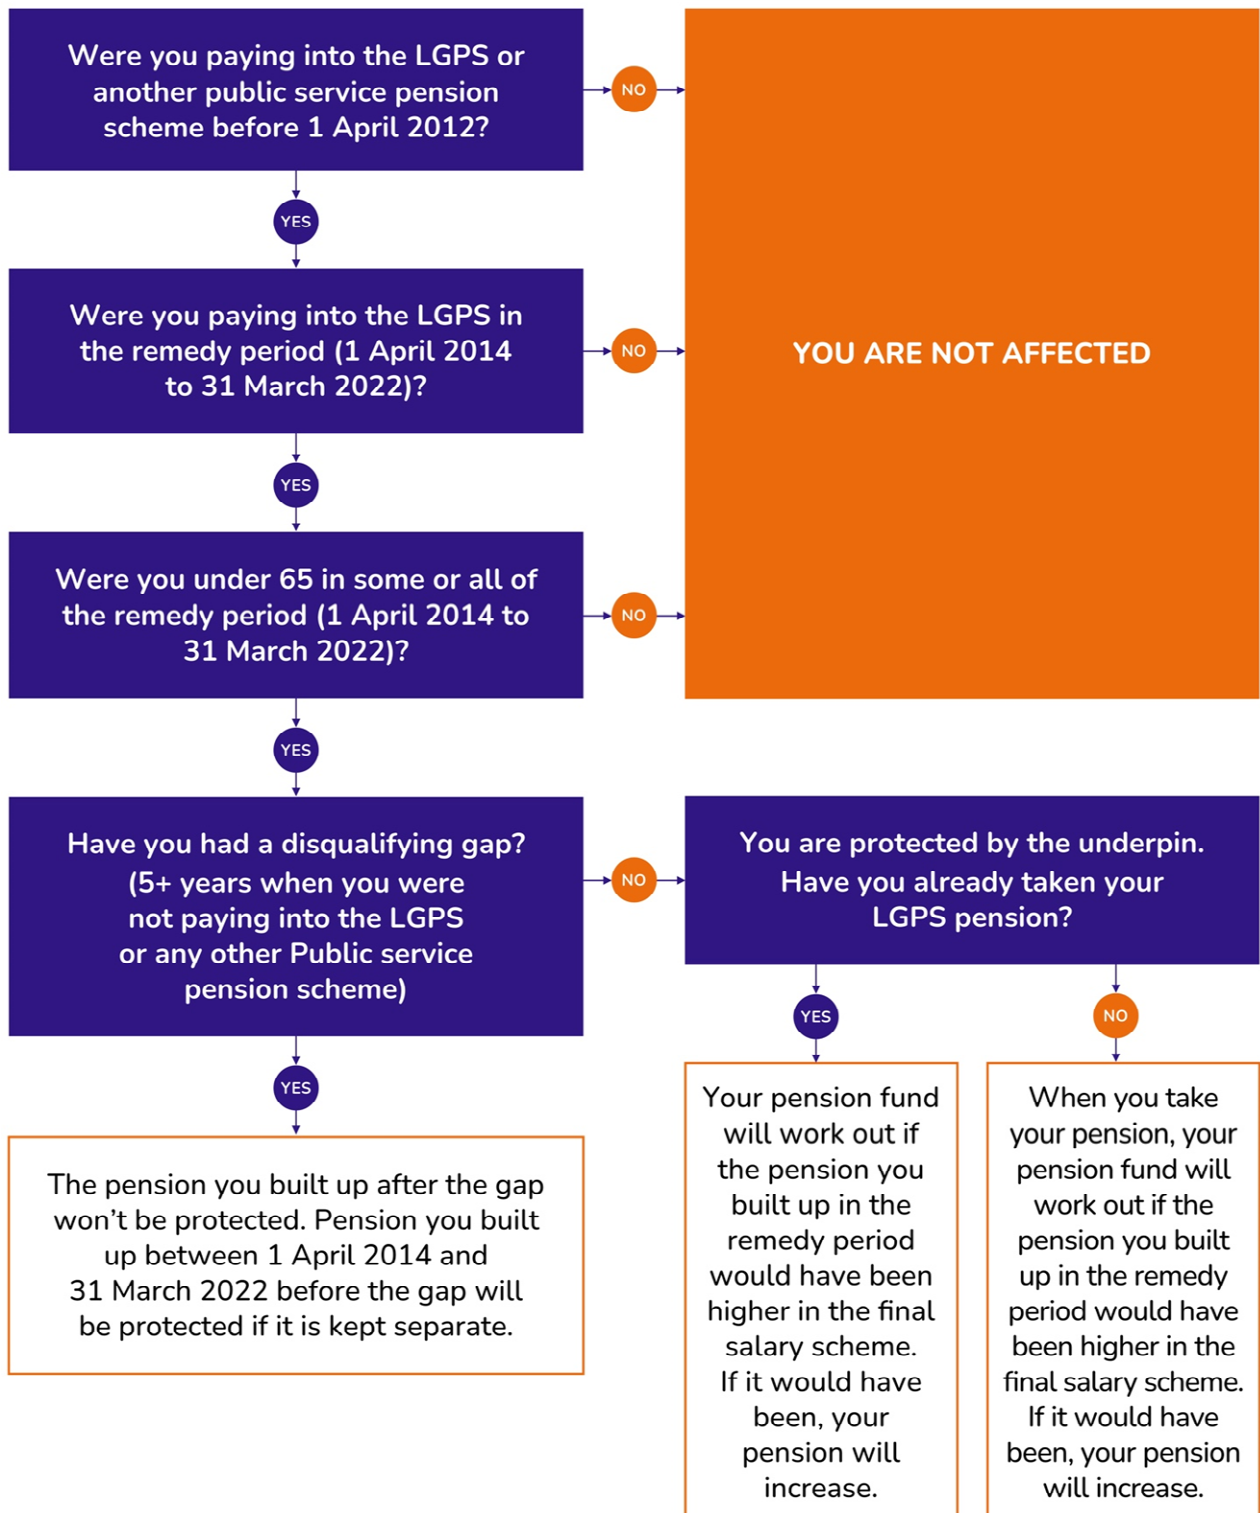 Were you paying into the LGPS or
another public service pension
scheme before 1 April 2012?
NO
YES
Were you paying into the LGPS in
the remedy period (1 April 2014
to 31 March 2022)?
NO
YOU ARE NOT AFFECTED
YES
Were you under 65 in some or all of
the remedy period (1 April 2014 to
31 March 2022)?
NO
YES
Have you had a disqualifying gap?
(5+ years when you were
not paying into the LGPS
or any other Public service
pension scheme)
NO
You are protected by the underpin.
Have you already taken your
LGPS pension?
YES
The pension you built up after the gap
won't be protected. Pension you built
up between 1 April 2014 and
31 March 2022 before the gap will
be protected if it is kept separate.
YES
Your pension fund
will work out if
the pension you
built up in the
remedy period
would have been
higher in the final
salary scheme.
If it would have
been, your
pension will
increase.
NO
When you take
your pension, your
pension fund will
work out if the
pension you built
up in the remedy
period would have
been higher in the
final salary scheme.
If it would have
been, your pension
will increase.